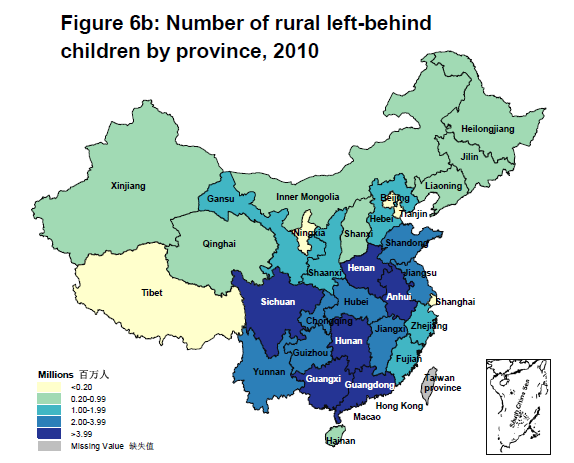 Figure 6b: Number of rural left-behind
children by province, 2010
Heilongjiang
Jilin
Liaoning
Xinjiang
Inner Mongolia
Gansu
Beijing
Tianjin
Hebei
Ningxia
Shanxi
Qinghai
Shandong
Shaanxi
Henan
Jiangsu
Tibet
Sichuan
Hubei
Anhui
Shanghai
Chongqing
Hunan
Jiangxi
Zhejiang
Guizhou
Fujian
Yunnan
Guangxi
Guangdong
Taiwan
province
Hong Kong
Macao
Hainan
South China Sea
Millions 百万人
<0.20
0.20-0.99
1.00-1.99
2.00-3.99
>3.99
Missing Value 缺失值